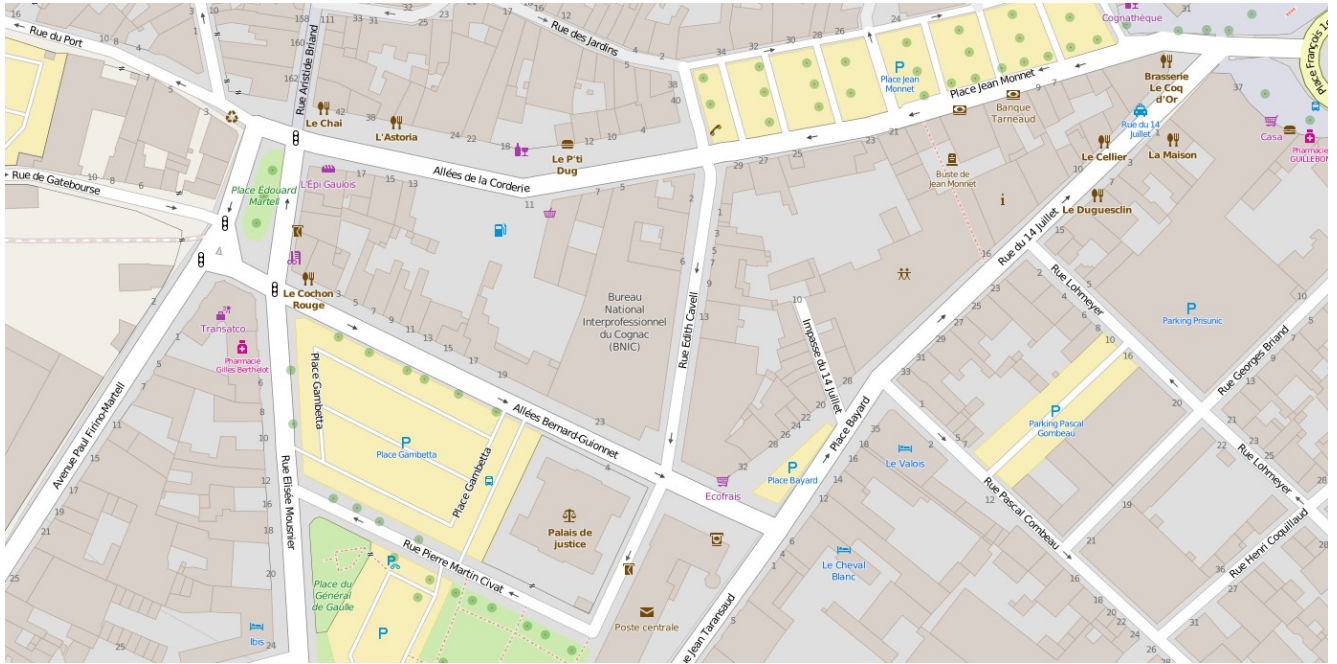 Rue du Port
Rue Aristide Briand
Rue des Jardins
Cognathèque
Place François 1e
Place Jean
Monnet
Place Jean Monnet
Brasserie
Le Coq
d'Or
Banque
Tarneaud
Rue du 14
Juillet
Casa
Pharmacie
GUILLEBON
Le Chai
L'Astoria
Le P'ti
Dug
Le Cellier
La Maison
Buste de
Jean Monnet
Le Duguesclin
Rue de Gatebourse
Place Édouard
Martell
L'Épi Gaulois
Allées de la Corderie
Rue du 14 Juillet
Rue Lohmeyer
Le Cochon
Rouge
Bureau
National
Interprofessionnel
du Cognac
(BNIC)
Rue Edith Cavell
Impasse du 14 Juillet
Parking Prisunic
Transatco
Pharmacie
Gilles Berthelot
Rue Georges Briand
Avenue Paul Firino-Martell
Place Gambetta
Allées Bernard-Guionnet
Place Gambetta
Place Gambetta
Place Bayard
Parking Pascal
Gombeau
Le Valois
Place Bayard
Ecofrais
Rue Lohmeyer
Rue Pascal Combeau
Rue Elisée Mousnier
Palais de
justice
Rue Pierre Martin Civat
Le Cheval
Blanc
Rue Henri Coquillaud
Place du
Général
de Gaulle
Ibis
Poste centrale
Rue Jean Taransaud